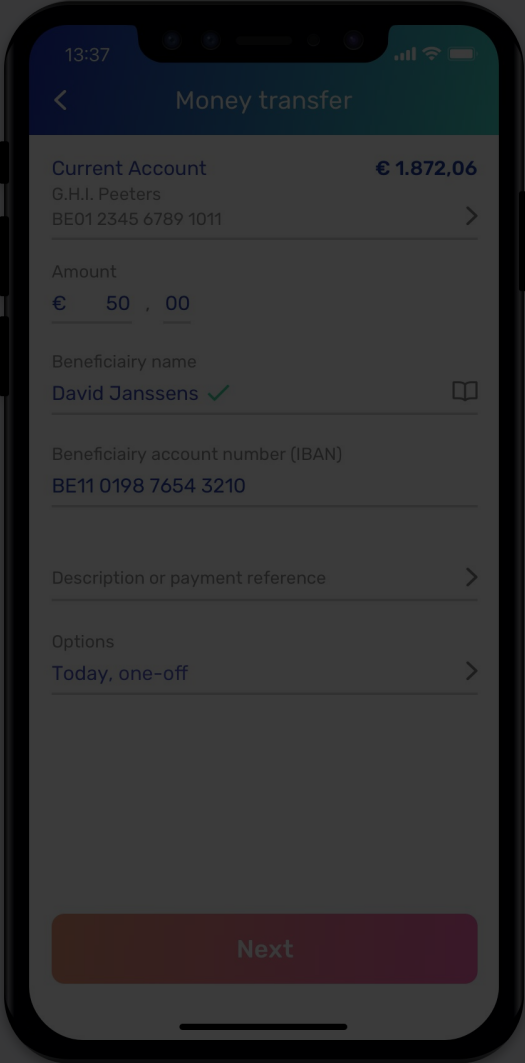 13:37
Money transfer
Current Account € 1.872,06
G.H.I. Peeters
BE01 2345 6789 1011
Amount
€ 50 , 00
Beneficiairy name
David Janssens
Beneficiairy account number (IBAN)
BE11 0198 7654 3210
Description or payment reference
Options
Today, one-off
Next